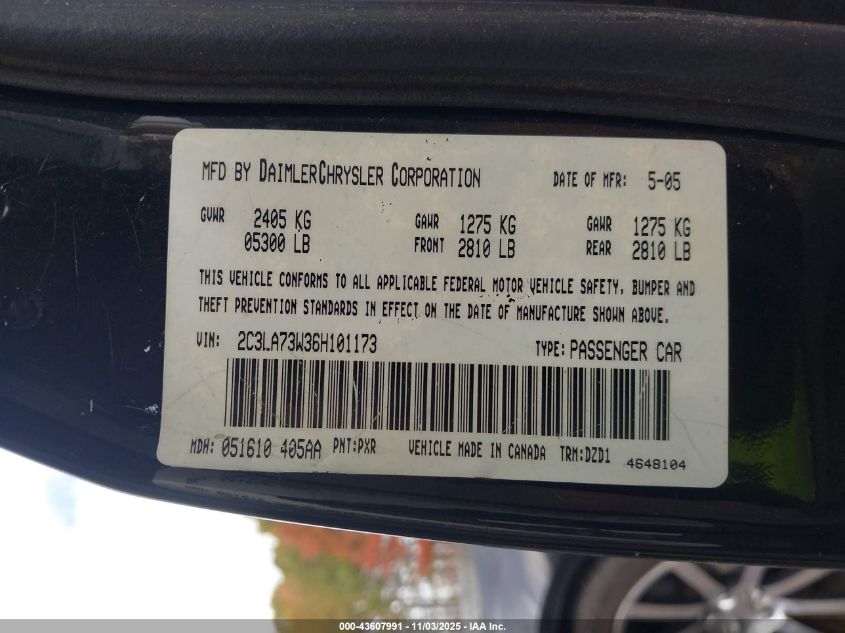 MFD BY DAIMLERCHRYSLER CORPORATION DATE OF MFR: 5-05
GVWR 2405 KG GAWR 1275 KG GAWR 1275 KG
05300 LB FRONT 2810 LB REAR 2810 LB
THIS VEHICLE CONFORMS TO ALL APPLICABLE FEDERAL MOTOR VEHICLE SAFETY, BUMPER AND
THEFT PREVENTION STANDARDS IN EFFECT ON THE DATE OF MANUFACTURE SHOWN ABOVE.
VIN: 2C3LA73W36H101173 TYPE: PASSENGER CAR
MDH: 051610 405AA PNT:PXR VEHICLE MADE IN CANADA TRM:DZD1 4648104
000-43607991 - 11/03/2025 - IAA Inc.